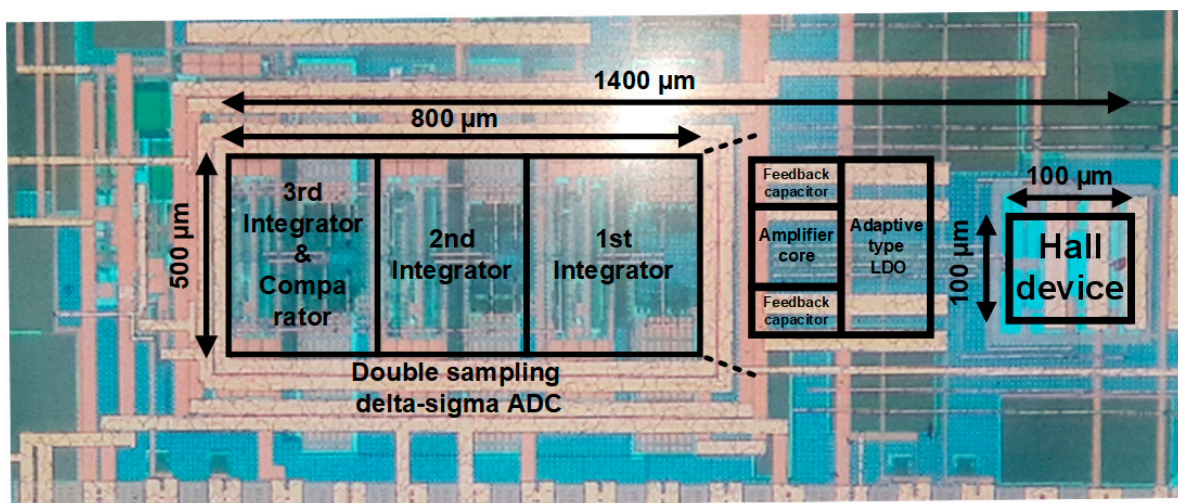 1400 µm
800 µm
500 µm
3rd
Integrator
&
Compa
rator
2nd
Integrator
1st
Integrator
Double sampling
delta-sigma ADC
Feedback
capacitor
Amplifier
core
Feedback
capacitor
Adaptive
type
LDO
100 µm
100 µm
Hall
device